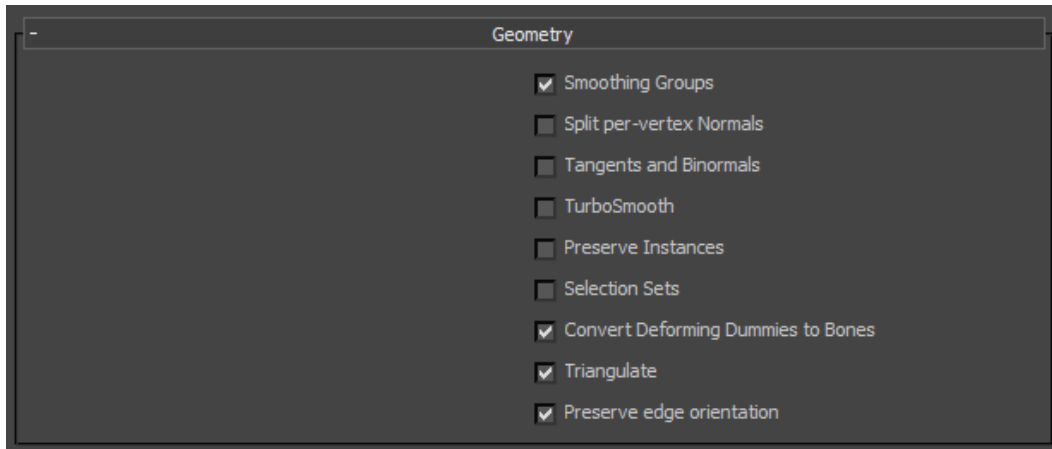 - Geometry
Smoothing Groups
Split per-vertex Normals
Tangents and Binormals
TurboSmooth
Preserve Instances
Selection Sets
Convert Deforming Dummies to Bones
Triangulate
Preserve edge orientation